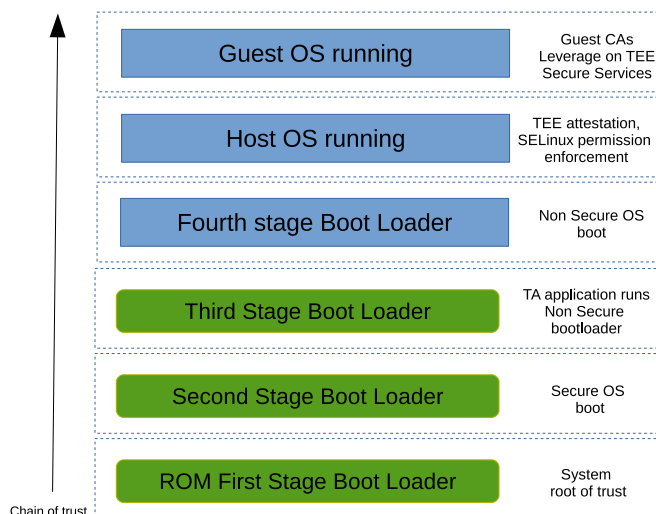 Guest OS running
Guest CAs
Leverage on TEE
Secure Services
Host OS running
TEE attestation,
SELinux permission
enforcement
Fourth stage Boot Loader
Non Secure OS
boot
Third Stage Boot Loader
TA application runs
Non Secure
bootloader
Second Stage Boot Loader
Secure OS
boot
ROM First Stage Boot Loader
System
root of trust
Chain of trust